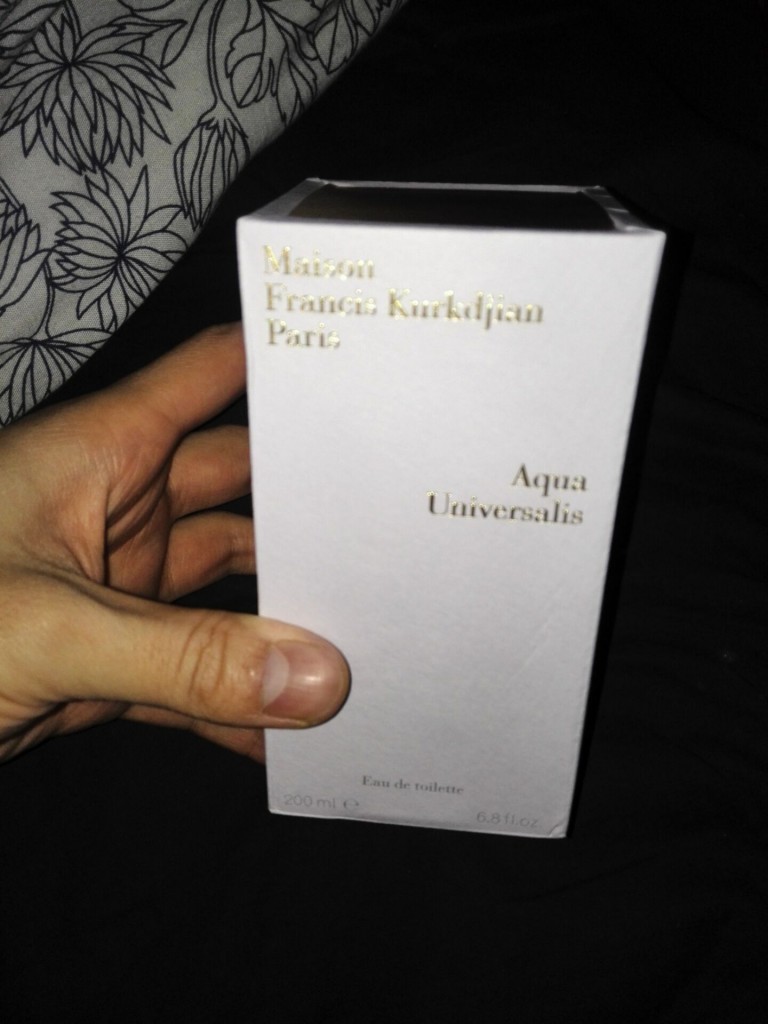 Maison
Francis Kurkdjian
Paris
Aqua
Universalis
Eau de toilette
200 ml ℮
6.8 fl.oz